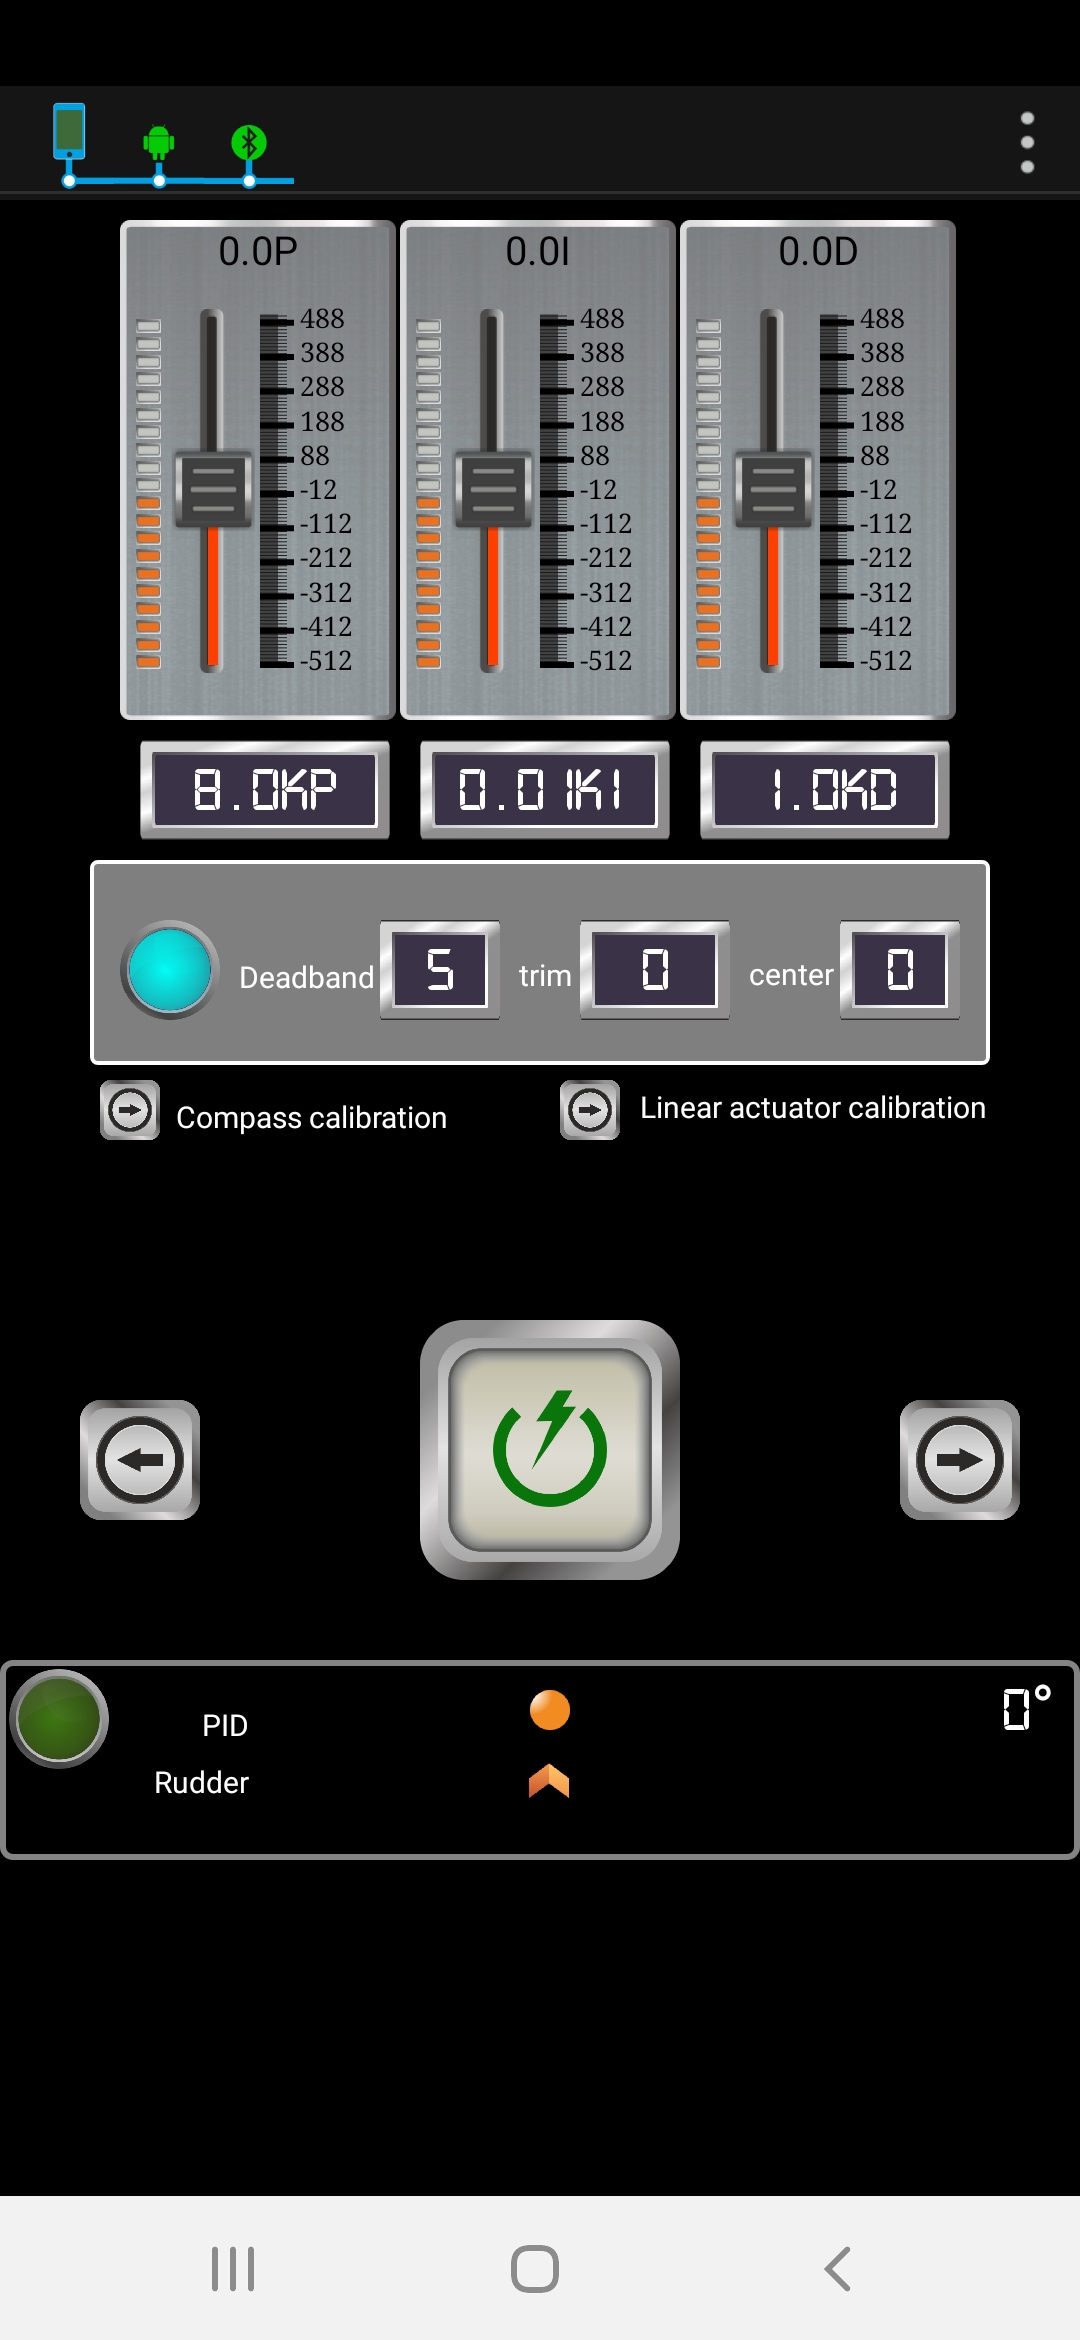 0.0P 0.0I 0.0D
488 488 488
388 388 388
288 288 288
188 188 188
88 88 88
-12 -12 -12
-112 -112 -112
-212 -212 -212
-312 -312 -312
-412 -412 -412
-512 -512 -512
8.0KP 0.01KI 1.0KD
Deadband 5 trim 0 center 0
Compass calibration Linear actuator calibration
PID 0°
Rudder